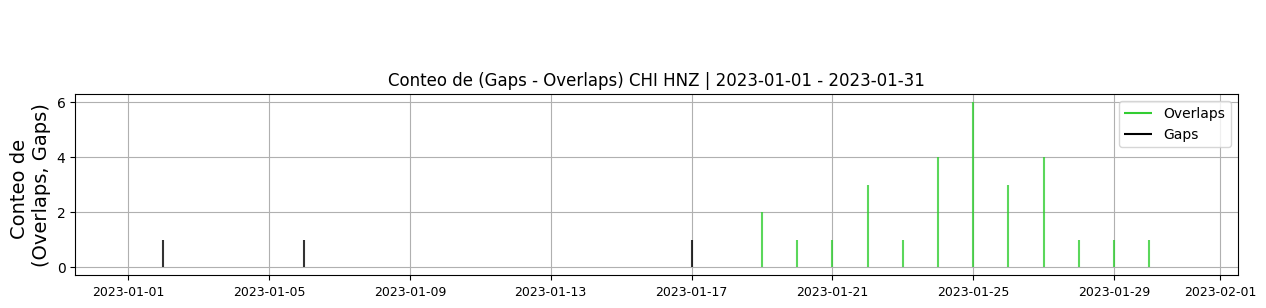 Conteo de (Gaps - Overlaps) CHI HNZ | 2023-01-01 - 2023-01-31
Conteo de
(Overlaps, Gaps)
6
4
2
0
Overlaps
Gaps
2023-01-01 2023-01-05 2023-01-09 2023-01-13 2023-01-17 2023-01-21 2023-01-25 2023-01-29 2023-02-01